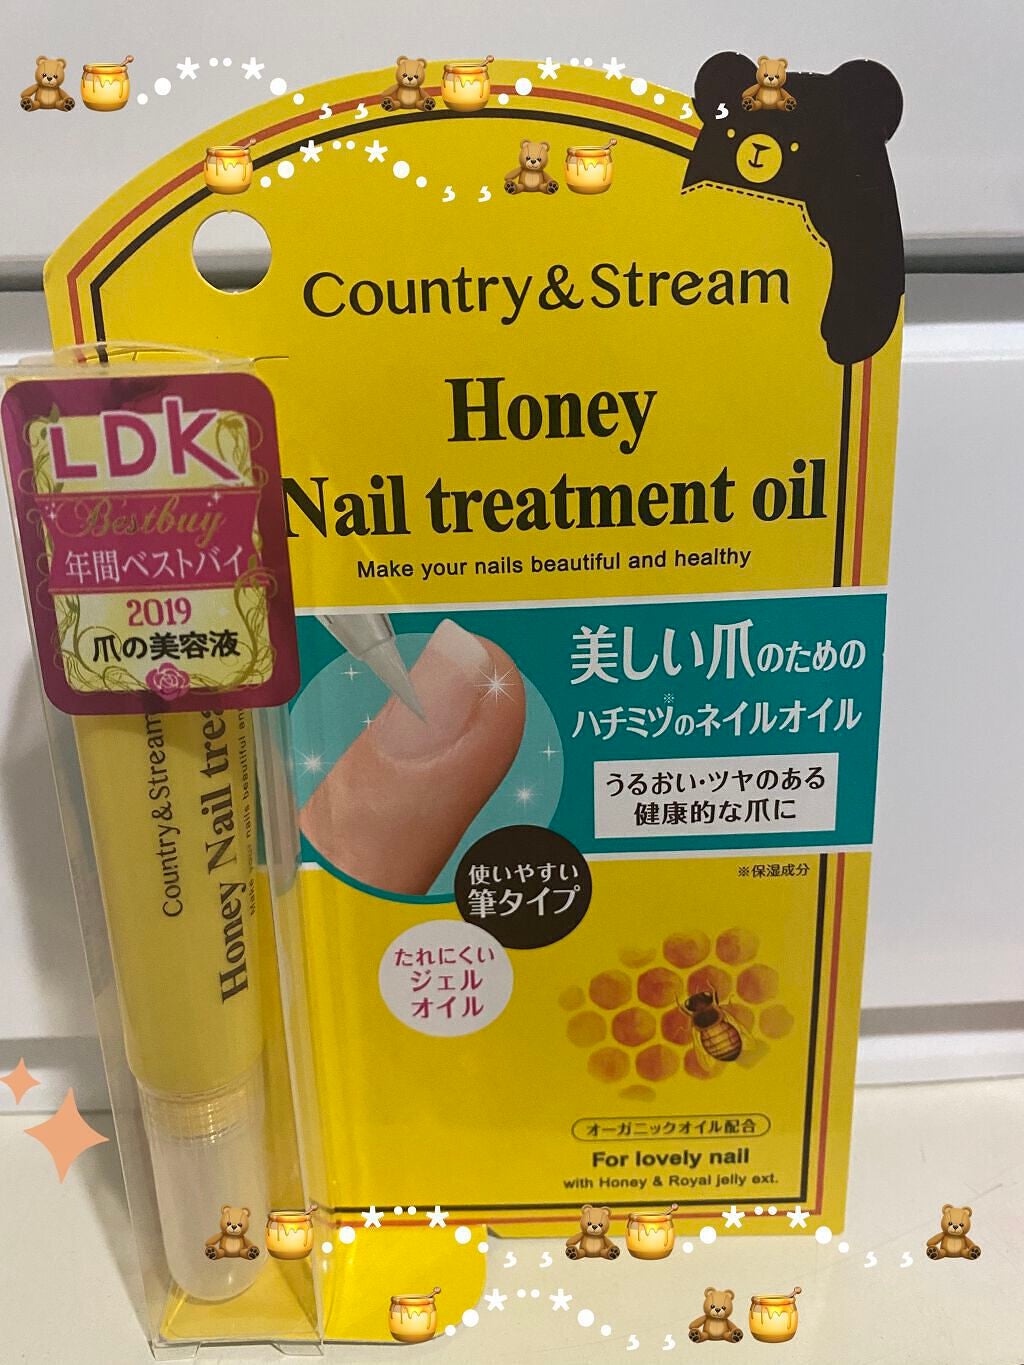 Country&Stream
Honey
Nail treatment oil
Make your nails beautiful and healthy
LDK
Bestbuy
年間ベストバイ
2019
爪の美容液
美しい爪のための
ハチミツ※のネイルオイル
うるおい・ツヤのある
健康的な爪に
※保湿成分
使いやすい
筆タイプ
たれにくい
ジェル
オイル
オーガニックオイル配合
For lovely nail
with Honey & Royal jelly ext.
Country&Stream
Honey Nail trea
Make your nails beautiful an